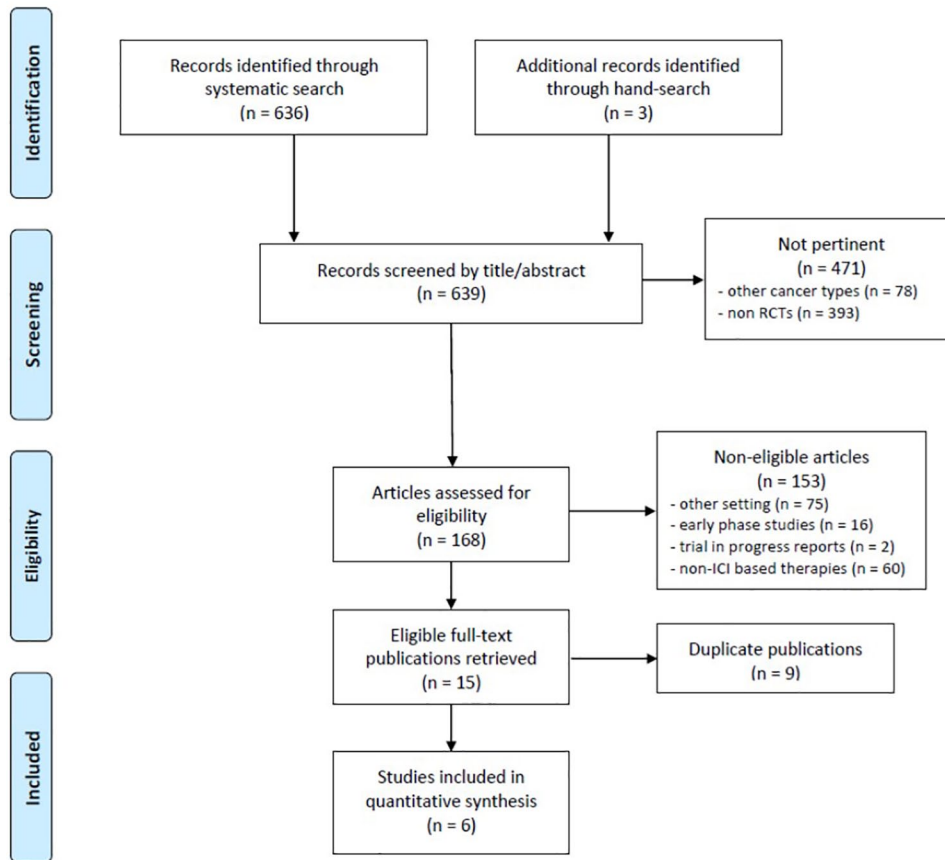 Identification
Records identified through
systematic search
(n = 636)
Additional records identified
through hand-search
(n = 3)
Screening
Records screened by title/abstract
(n = 639)
Not pertinent
(n = 471)
- other cancer types (n = 78)
- non RCTs (n = 393)
Eligibility
Articles assessed for
eligibility
(n = 168)
Non-eligible articles
(n = 153)
- other setting (n = 75)
- early phase studies (n = 16)
- trial in progress reports (n = 2)
- non-ICI based therapies (n = 60)
Eligible full-text
publications retrieved
(n = 15)
Duplicate publications
(n = 9)
Included
Studies included in
quantitative synthesis
(n = 6)